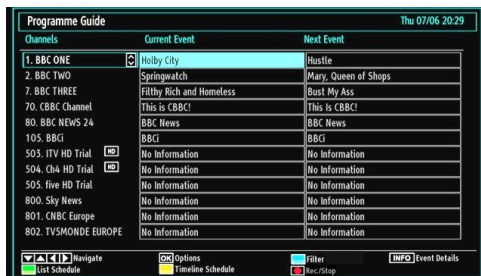 Programme Guide Thu 07/06 20:29
Channels Current Event Next Event
1. BBC ONE Holby City Hustle
2. BBC TWO Springwatch Mary, Queen of Shops
7. BBC THREE Filthy Rich and Homeless Bust My Ass
70. CBBC Channel This is CBBC! This Is CBBC!
80. BBC NEWS 24 BBC News BBC News
105. BBCi BBCi BBCi
503. ITV HD Trial HD No Information No Information
504. Ch4 HD Trial HD No Information No Information
505. five HD Trial No Information No Information
800. Sky News No Information No Information
801. CNBC Europe No Information No Information
802. TV5MONDE EUROPE No Information No Information
Navigate OK Options Filter INFO Event Details
List Schedule Timeline Schedule Rec./Stop